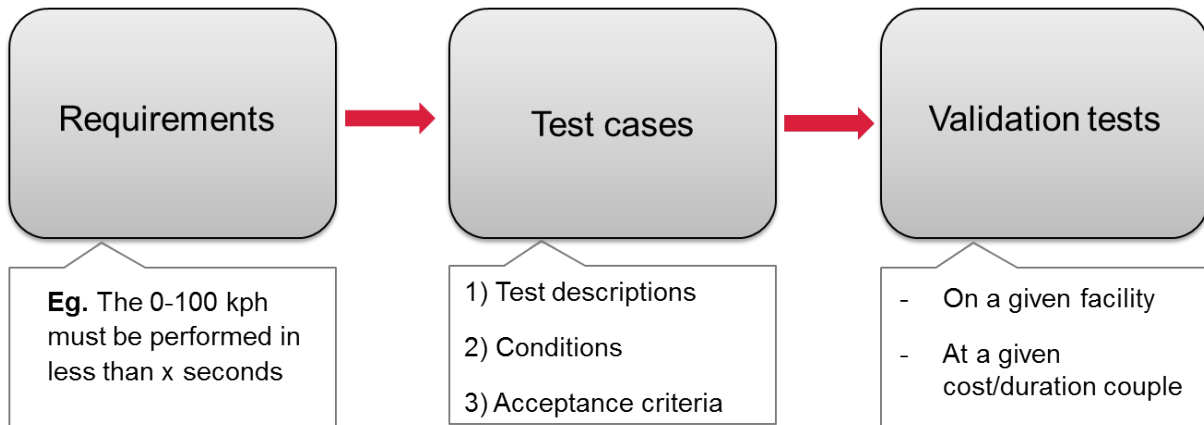 Requirements
Test cases
Validation tests
Eg. The 0-100 kph
must be performed in
less than x seconds
1) Test descriptions
2) Conditions
3) Acceptance criteria
- On a given facility
- At a given
cost/duration couple